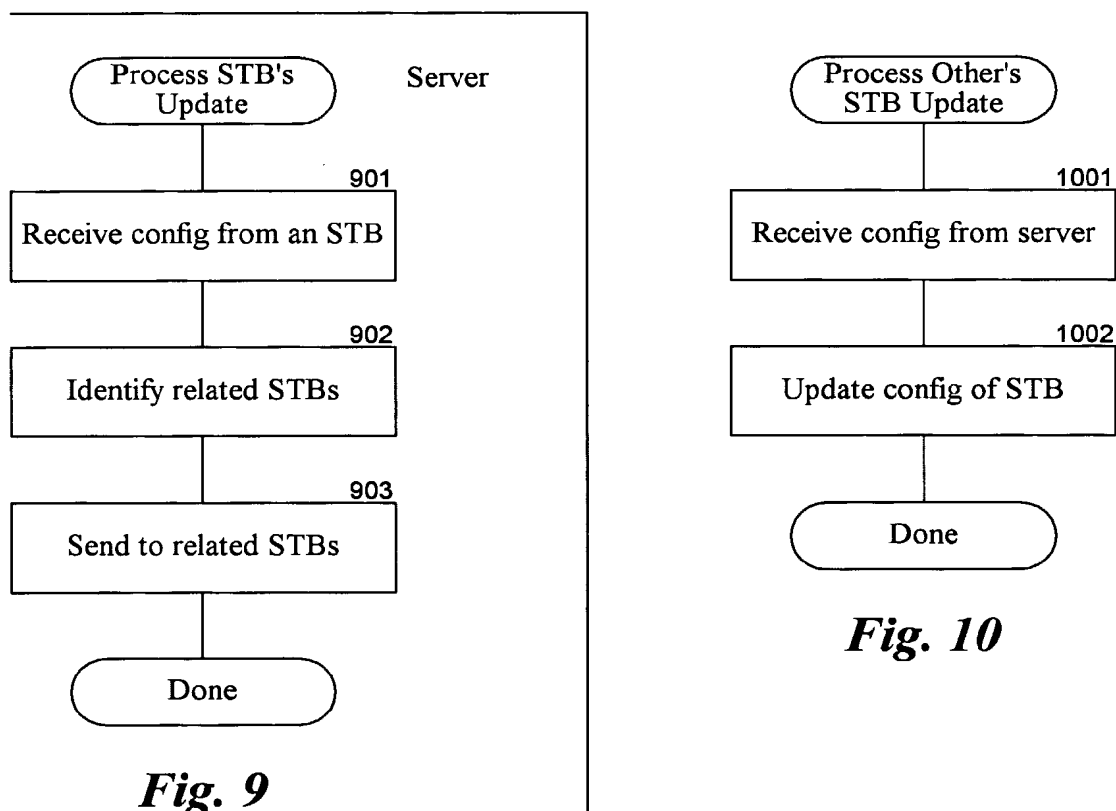 Process STB's
Update
Server
901
Receive config from an STB
902
Identify related STBs
903
Send to related STBs
Done
Fig. 9
Process Other's
STB Update
1001
Receive config from server
1002
Update config of STB
Done
Fig. 10